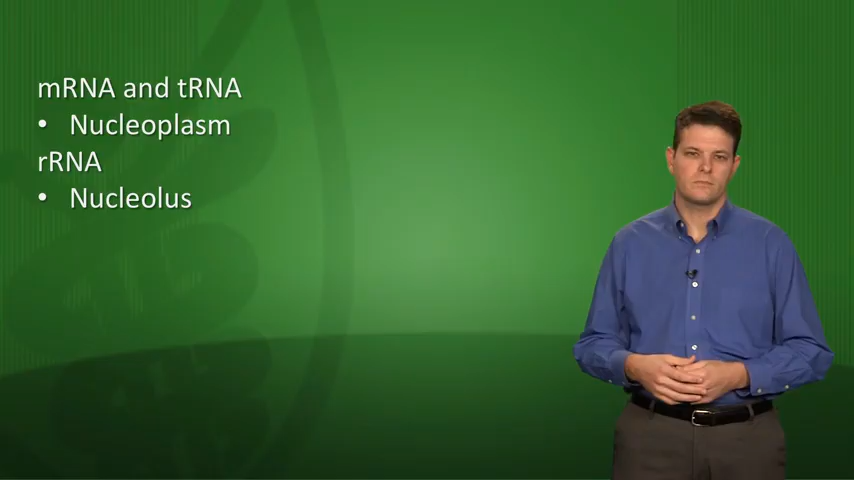 mRNA and tRNA
• Nucleoplasm
rRNA
• Nucleolus